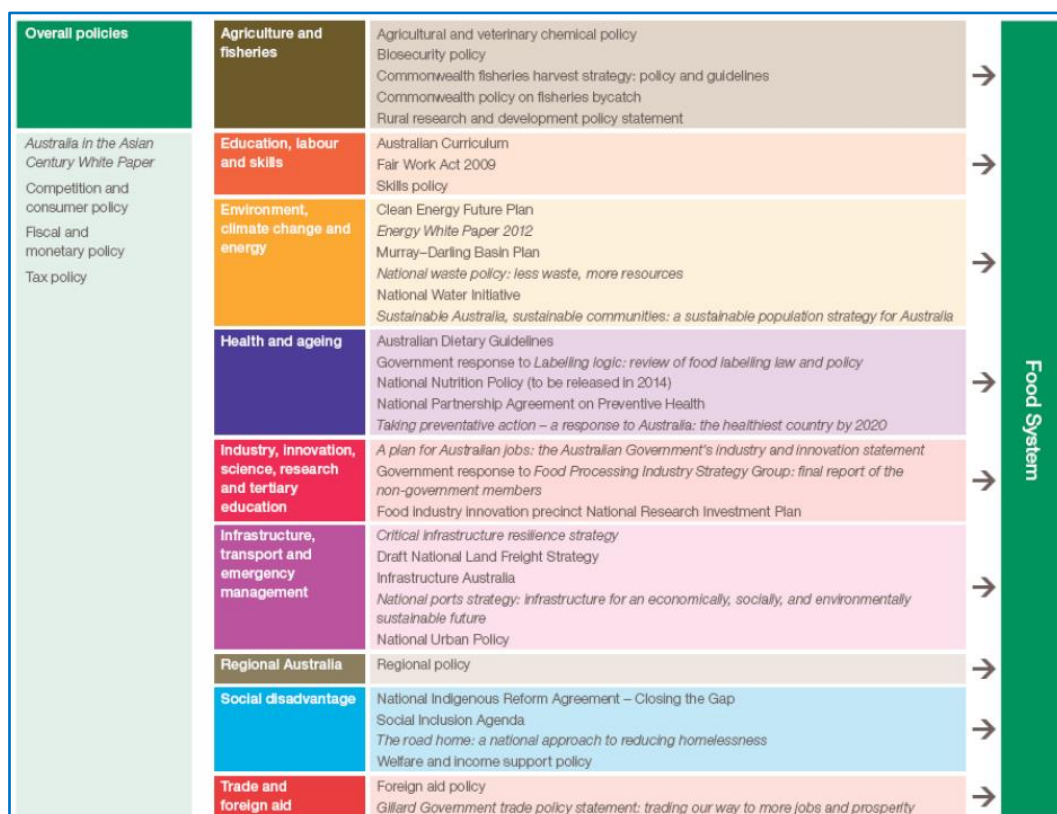 Overall policies
Australia in the Asian
Century White Paper
Competition and
consumer policy
Fiscal and
monetary policy
Tax policy
Agriculture and
fisheries
Agricultural and veterinary chemical policy
Biosecurity policy
Commonwealth fisheries harvest strategy: policy and guidelines
Commonwealth policy on fisheries bycatch
Rural research and development policy statement
Education, labour
and skills
Australian Curriculum
Fair Work Act 2009
Skills policy
Environment,
climate change and
energy
Clean Energy Future Plan
Energy White Paper 2012
Murray–Darling Basin Plan
National waste policy: less waste, more resources
National Water Initiative
Sustainable Australia, sustainable communities: a sustainable population strategy for Australia
Health and ageing
Australian Dietary Guidelines
Government response to Labelling logic: review of food labelling law and policy
National Nutrition Policy (to be released in 2014)
National Partnership Agreement on Preventive Health
Taking preventative action – a response to Australia: the healthiest country by 2020
Industry, innovation,
science, research
and tertiary
education
A plan for Australian jobs: the Australian Government's industry and innovation statement
Government response to Food Processing Industry Strategy Group: final report of the
non-government members
Food industry innovation precinct National Research Investment Plan
Infrastructure,
transport and
emergency
management
Critical infrastructure resilience strategy
Draft National Land Freight Strategy
Infrastructure Australia
National ports strategy: infrastructure for an economically, socially, and environmentally
sustainable future
National Urban Policy
Regional Australia
Regional policy
Social disadvantage
National Indigenous Reform Agreement – Closing the Gap
Social Inclusion Agenda
The road home: a national approach to reducing homelessness
Welfare and income support policy
Trade and
foreign aid
Foreign aid policy
Gillard Government trade policy statement: trading our way to more jobs and prosperity
Food System